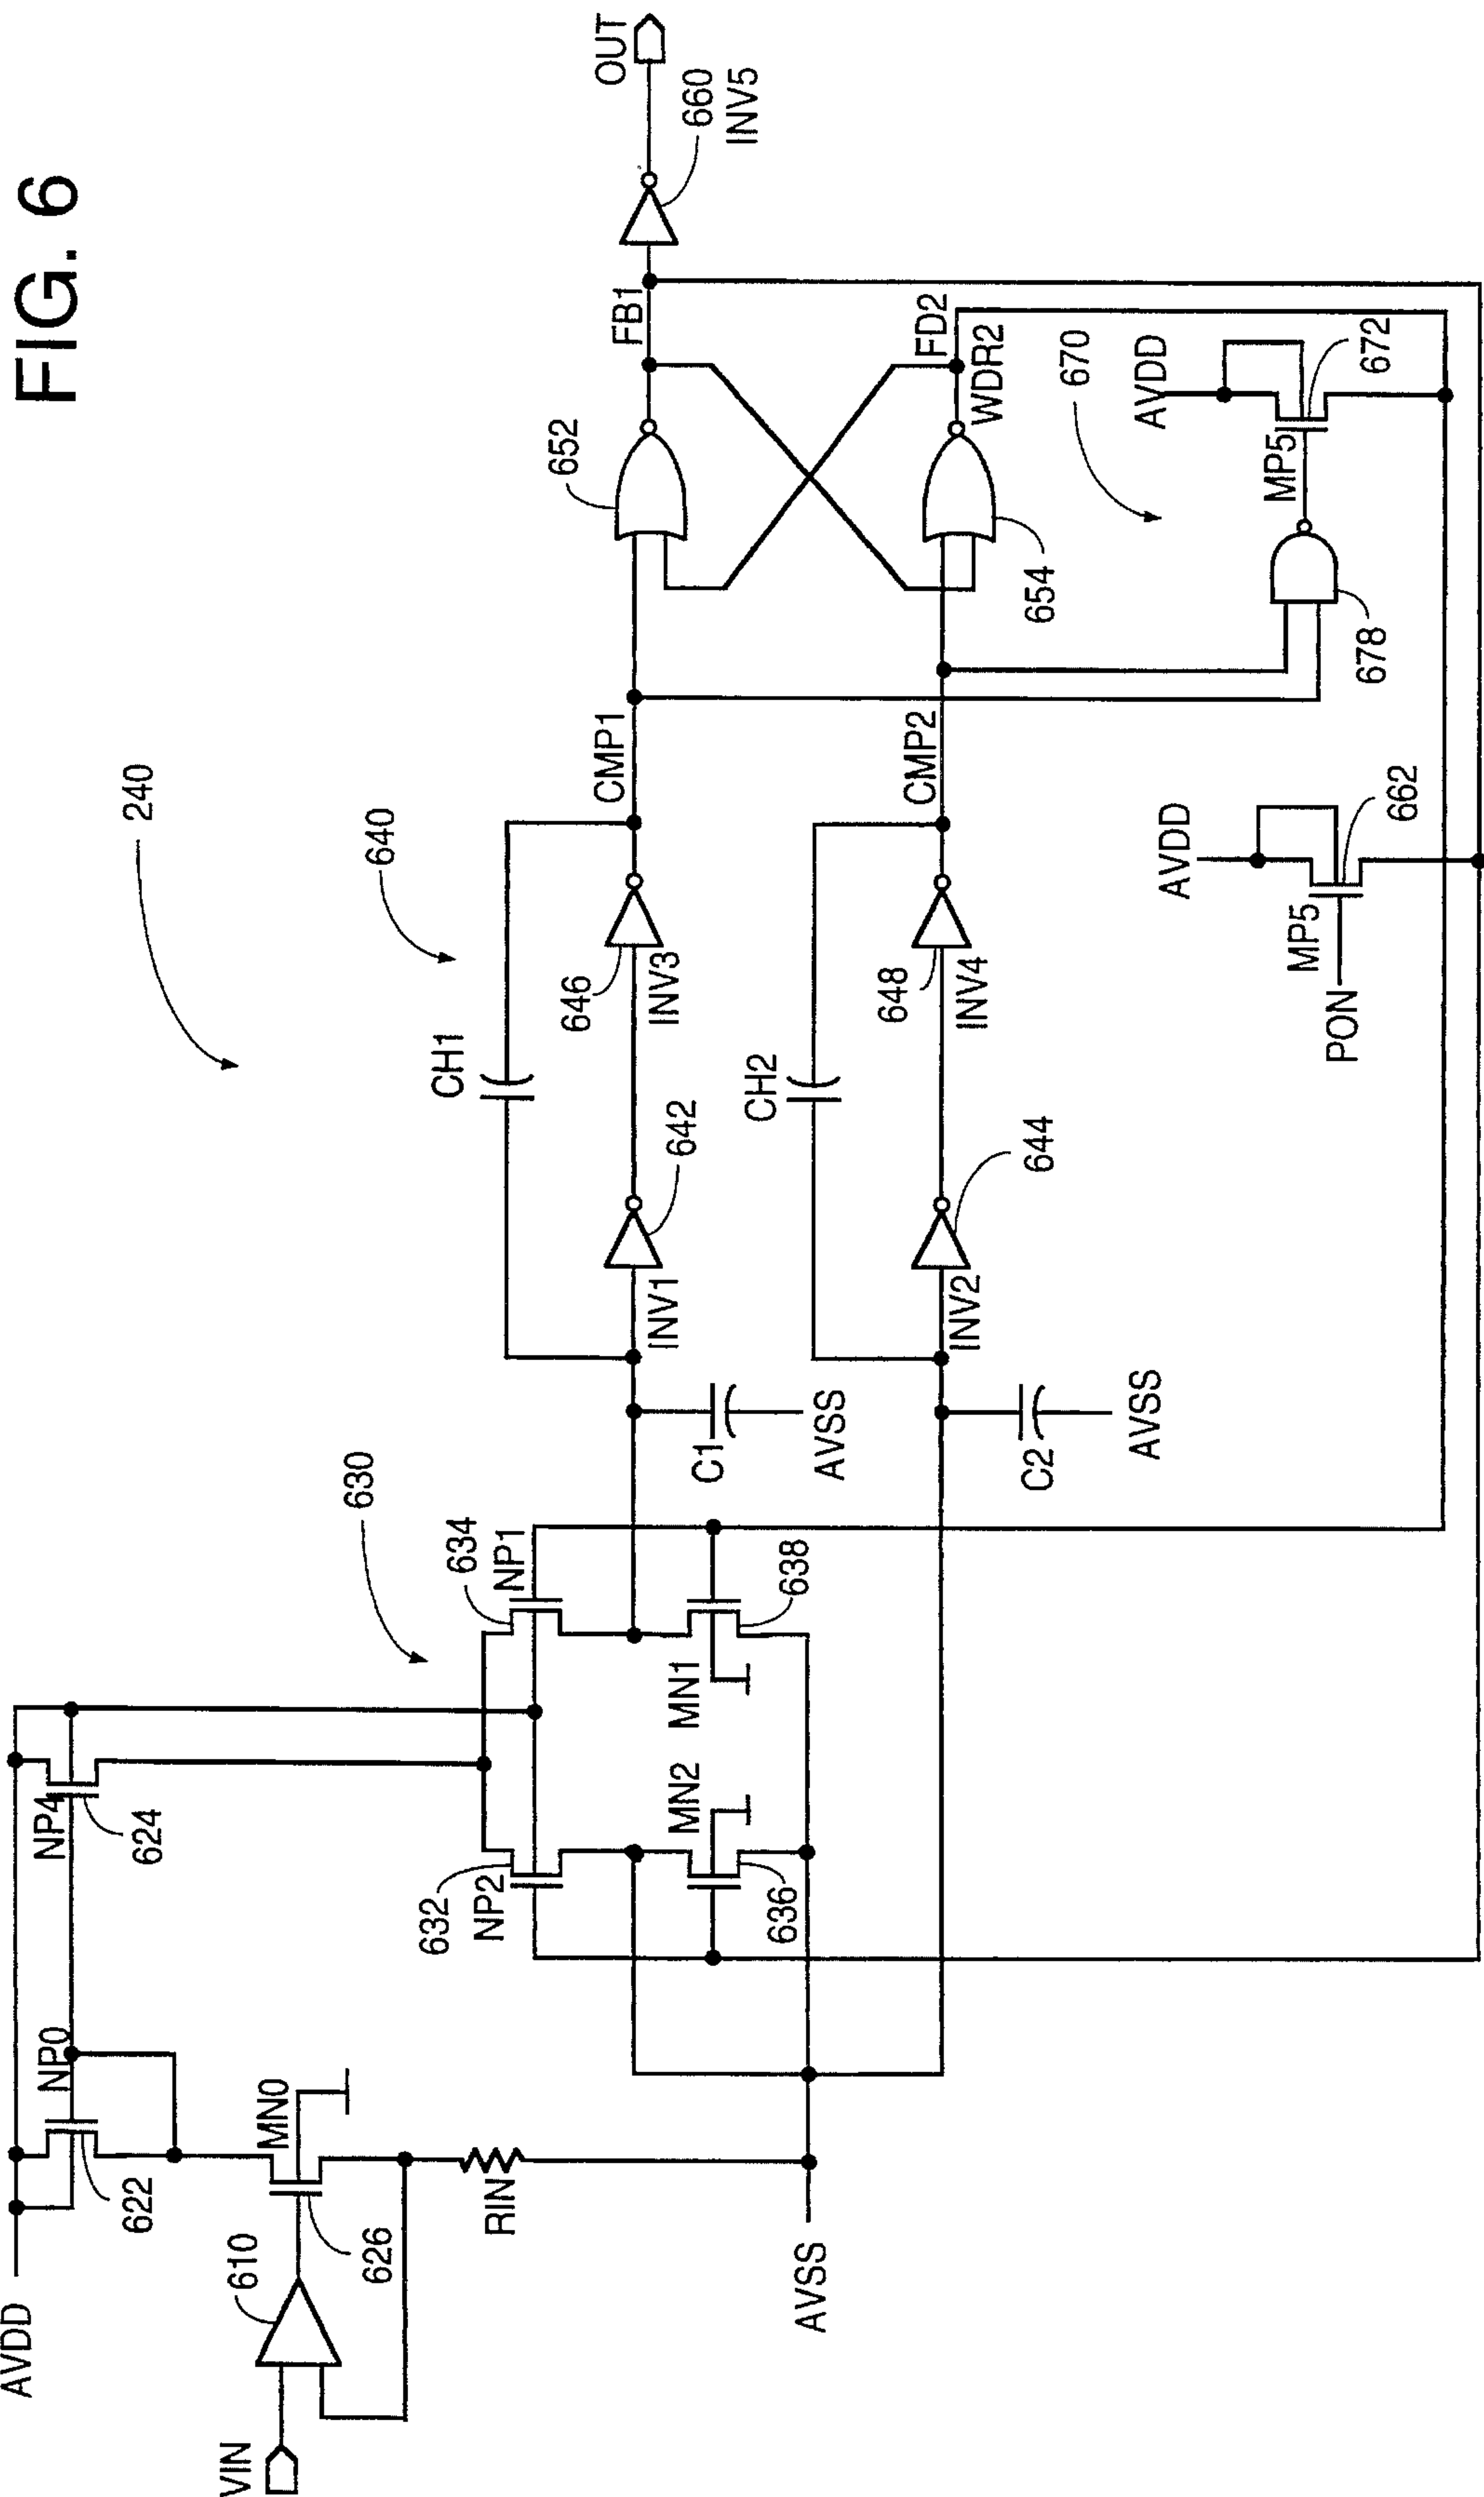 FIG. 6
240
AVDD
NP0
622
NP4
624
VIN
610
MN0
626
RIN
AVSS
630
632
NP2
634
NP1
MN2
636
MN1
638
C1
AVSS
C2
AVSS
640
CH1
INV1
642
646
INV3
CMP1
CH2
INV2
644
648
INV4
CMP2
652
FB1
660
INV5
OUT
654
FD2
WDR2
670
AVDD
MP5
672
678
AVDD
MP5
662
PON